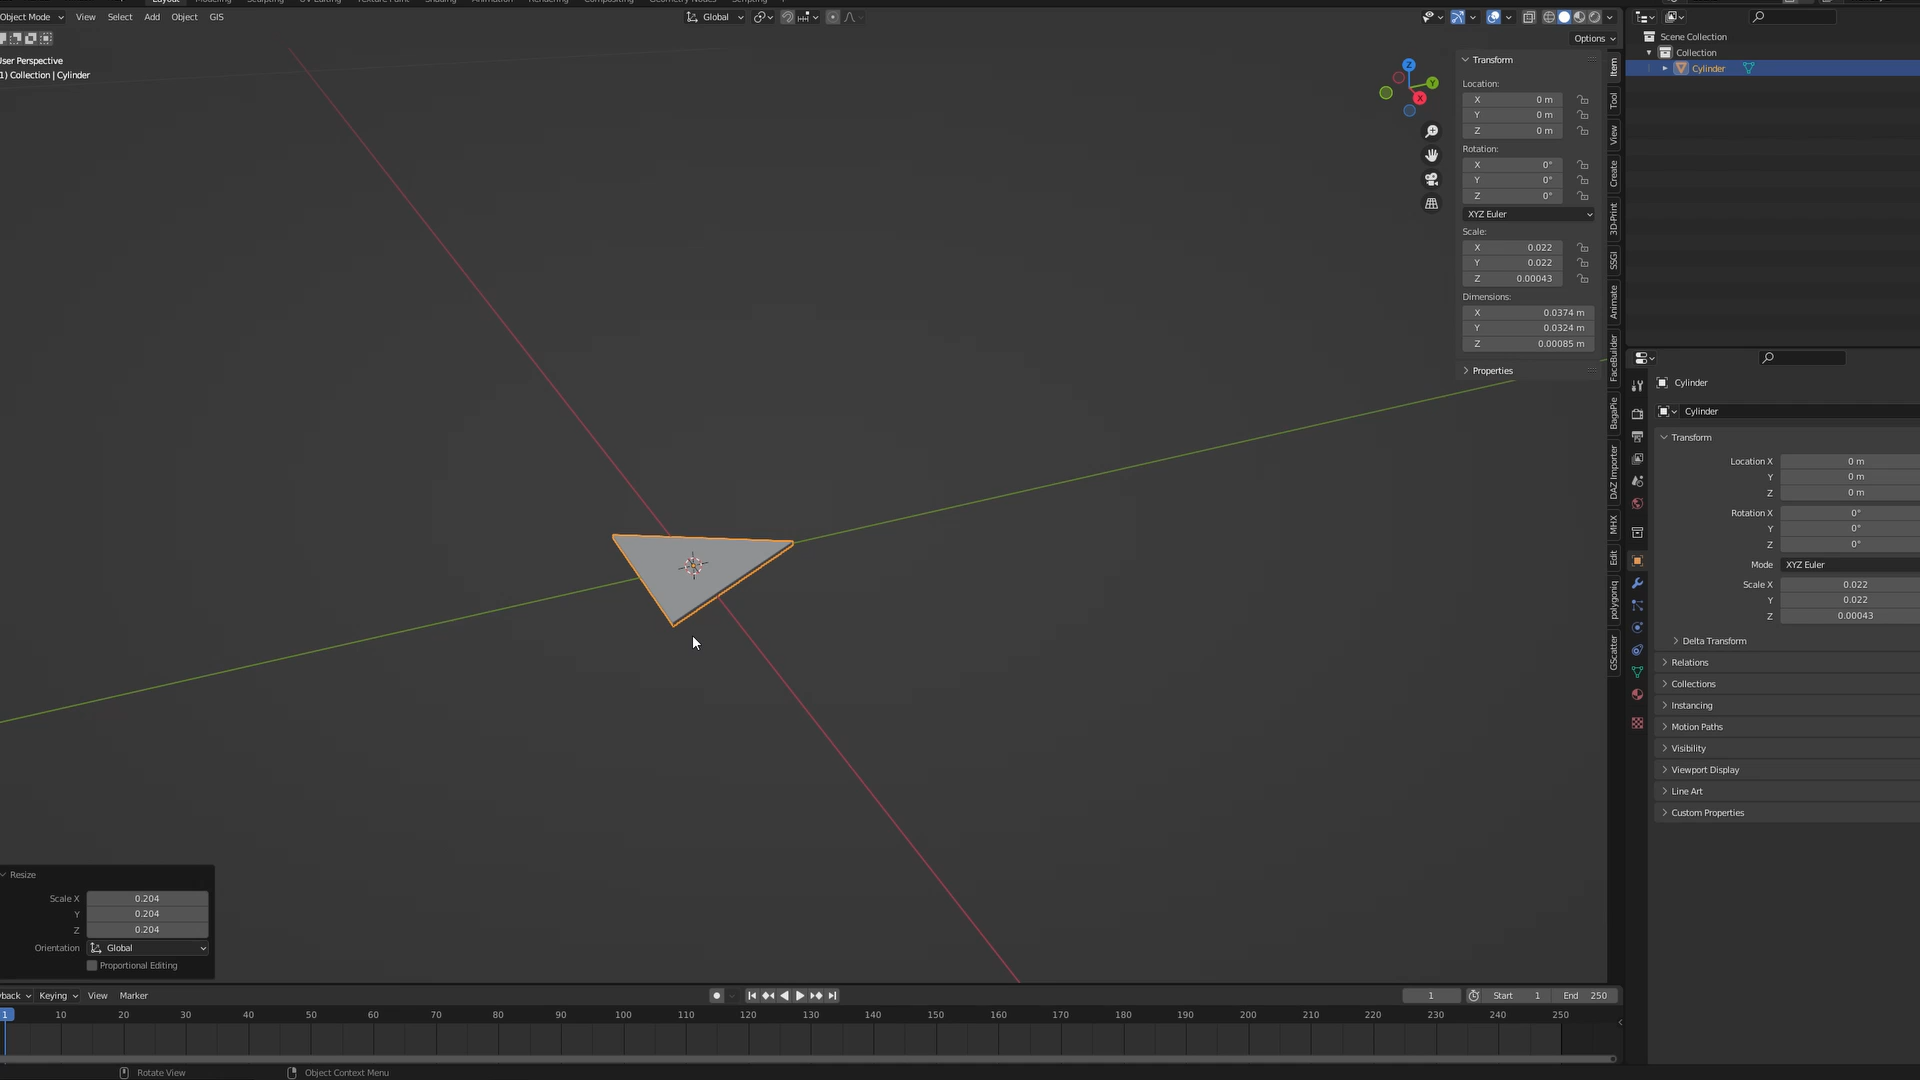 Object Mode View Select Add Object GIS Global
Options
User Perspective
1) Collection | Cylinder
Z
Y
X
Transform
Location:
X 0 m
Y 0 m
Z 0 m
Rotation:
X 0°
Y 0°
Z 0°
XYZ Euler
Scale:
X 0.022
Y 0.022
Z 0.00043
Dimensions:
X 0.0374 m
Y 0.0324 m
Z 0.00085 m
Properties
Item
Tool
View
Create
3D-Print
SSGI
Animate
FaceBuilder
BagaPie
DAZ Importer
MHX
Edit
polygoniq
GScatter
Scene Collection
Collection
Cylinder
Cylinder
Cylinder
Transform
Location X 0 m
Y 0 m
Z 0 m
Rotation X 0°
Y 0°
Z 0°
Mode XYZ Euler
Scale X 0.022
Y 0.022
Z 0.00043
Delta Transform
Relations
Collections
Instancing
Motion Paths
Visibility
Viewport Display
Line Art
Custom Properties
Resize
Scale X 0.204
Y 0.204
Z 0.204
Orientation Global
Proportional Editing
yback Keying View Marker 1 Start 1 End 250
1 10 20 30 40 50 60 70 80 90 100 110 120 130 140 150 160 170 180 190 200 210 220 230 240 250
Rotate View Object Context Menu